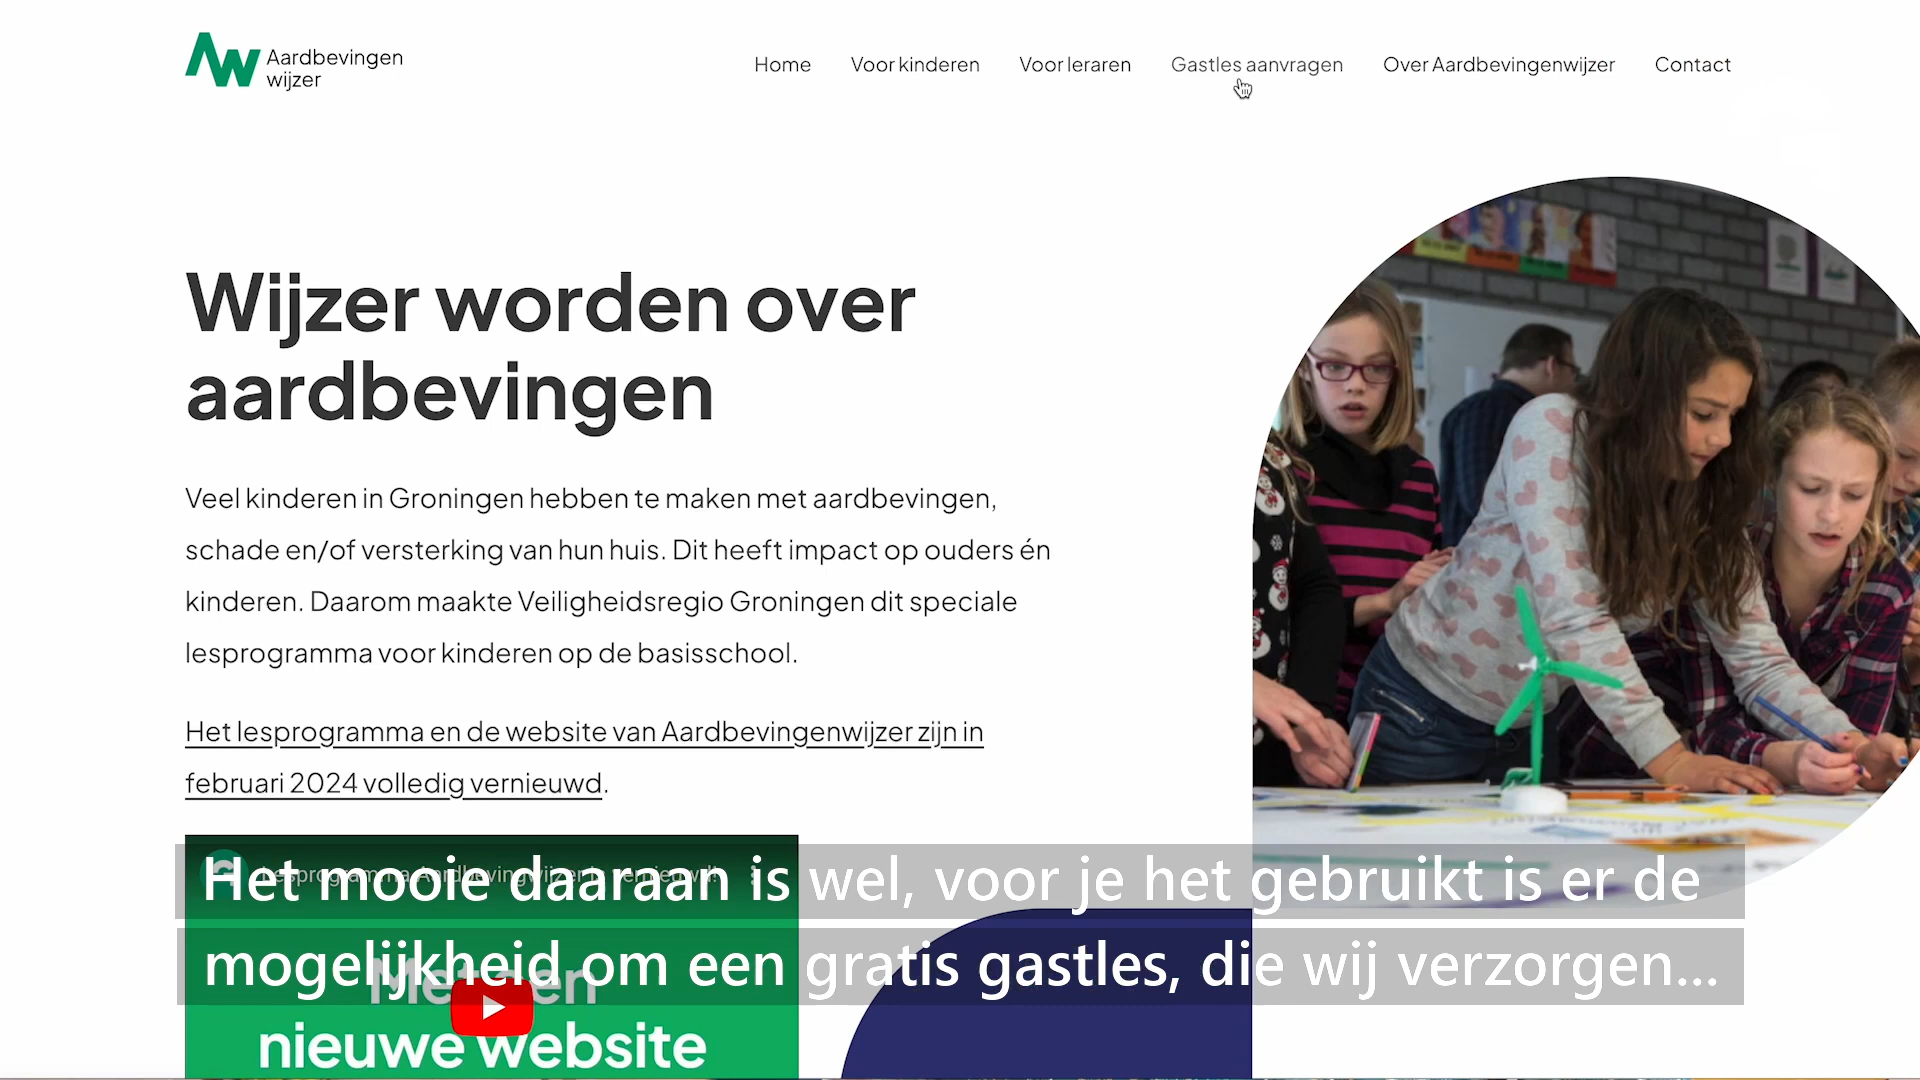 Aardbevingen
wijzer
Home Voor kinderen Voor leraren Gastles aanvragen Over Aardbevingenwijzer Contact
Wijzer worden over
aardbevingen
Veel kinderen in Groningen hebben te maken met aardbevingen,
schade en/of versterking van hun huis. Dit heeft impact op ouders én
kinderen. Daarom maakte Veiligheidsregio Groningen dit speciale
lesprogramma voor kinderen op de basisschool.
Het lesprogramma en de website van Aardbevingenwijzer zijn in
februari 2024 volledig vernieuwd.
Het mooie daaraan is wel, voor je het gebruikt is er de
mogelijkheid om een gratis gastles, die wij verzorgen...
Met een
nieuwe website